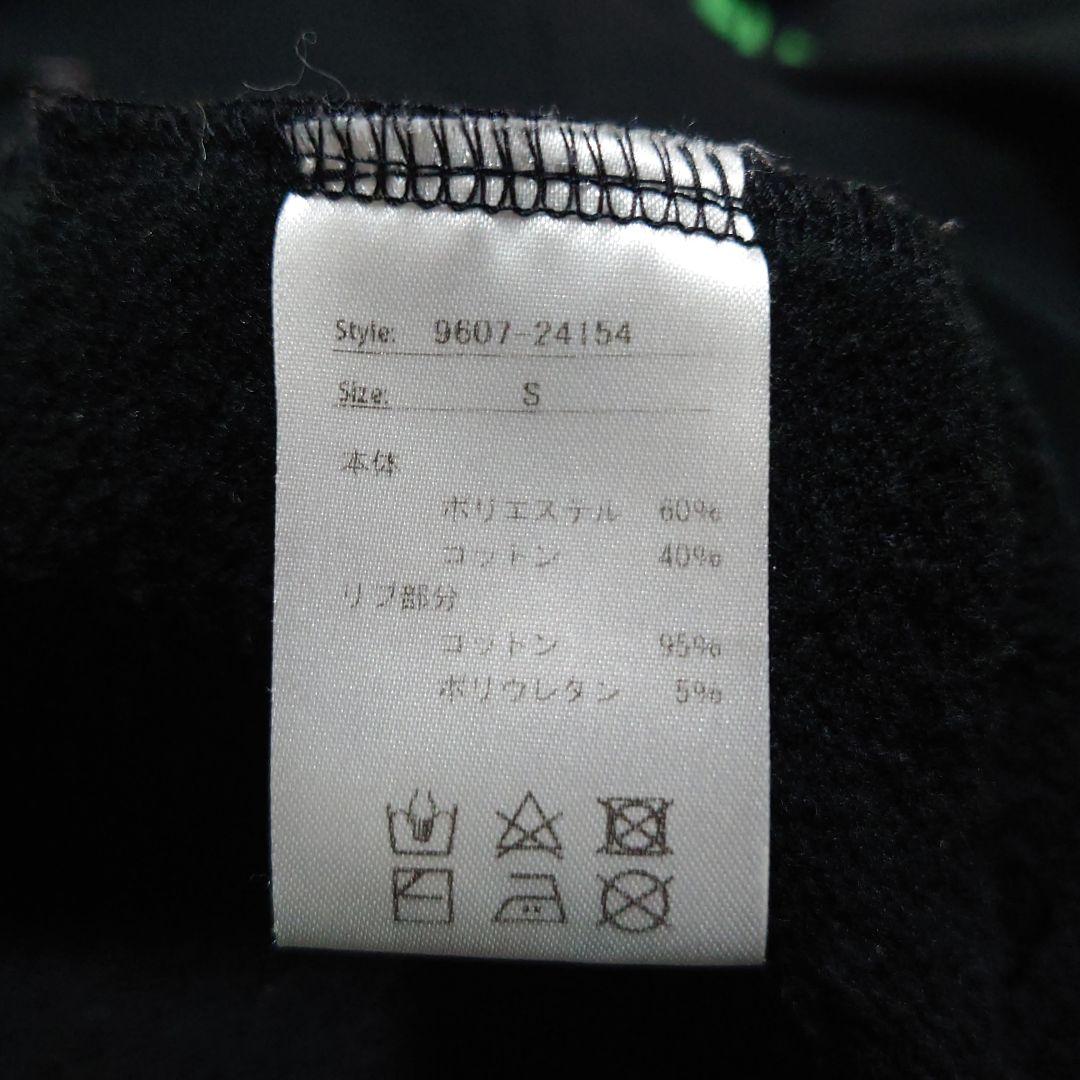 Style: 9607-24154
Size: S
本体
ポリエステル 60%
コットン 40%
リブ部分
コットン 95%
ポリウレタン 5%